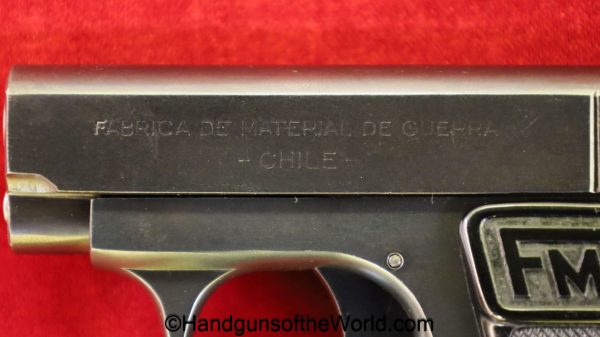 FABRICA DE MATERIAL DE GUERRA
- CHILE -
FM
©HandgunsoftheWorld.com